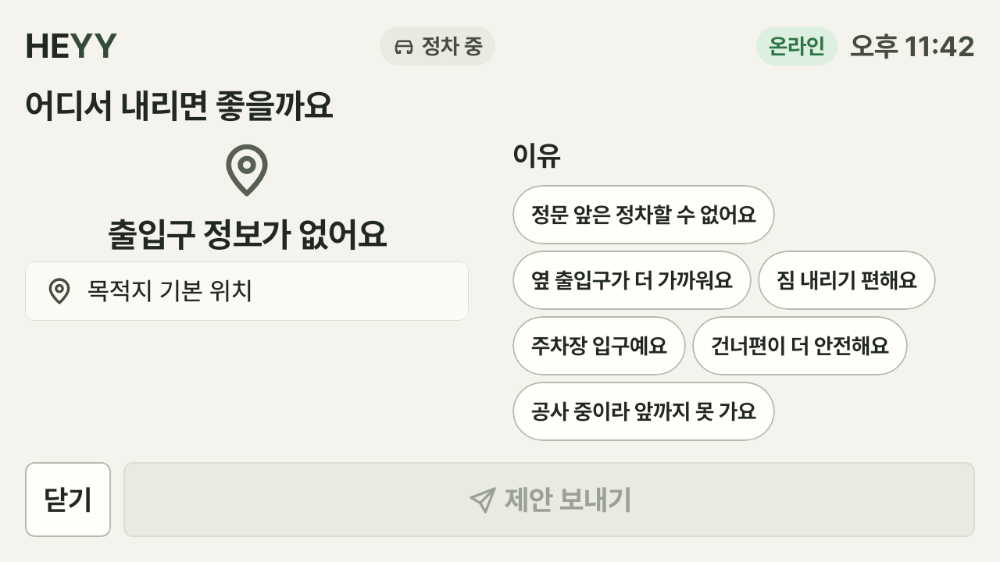 HEYY
정차 중
온라인
오후 11:42
어디서 내리면 좋을까요
출입구 정보가 없어요
목적지 기본 위치
이유
정문 앞은 정차할 수 없어요
옆 출입구가 더 가까워요
짐 내리기 편해요
주차장 입구예요
건너편이 더 안전해요
공사 중이라 앞까지 못 가요
닫기
제안 보내기